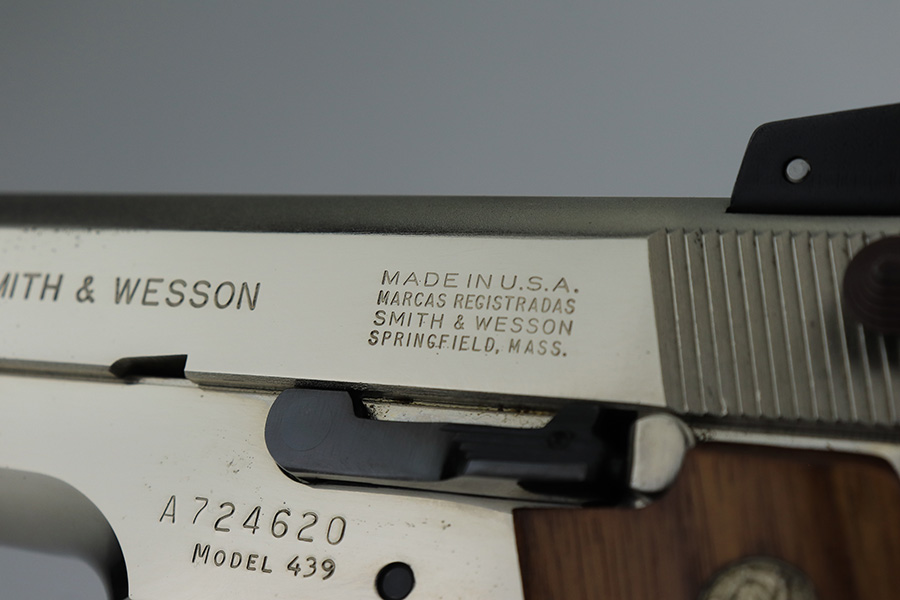 MITH & WESSON
MADE IN U.S.A.
MARCAS REGISTRADAS
SMITH & WESSON
SPRINGFIELD, MASS.
A724620
MODEL 439